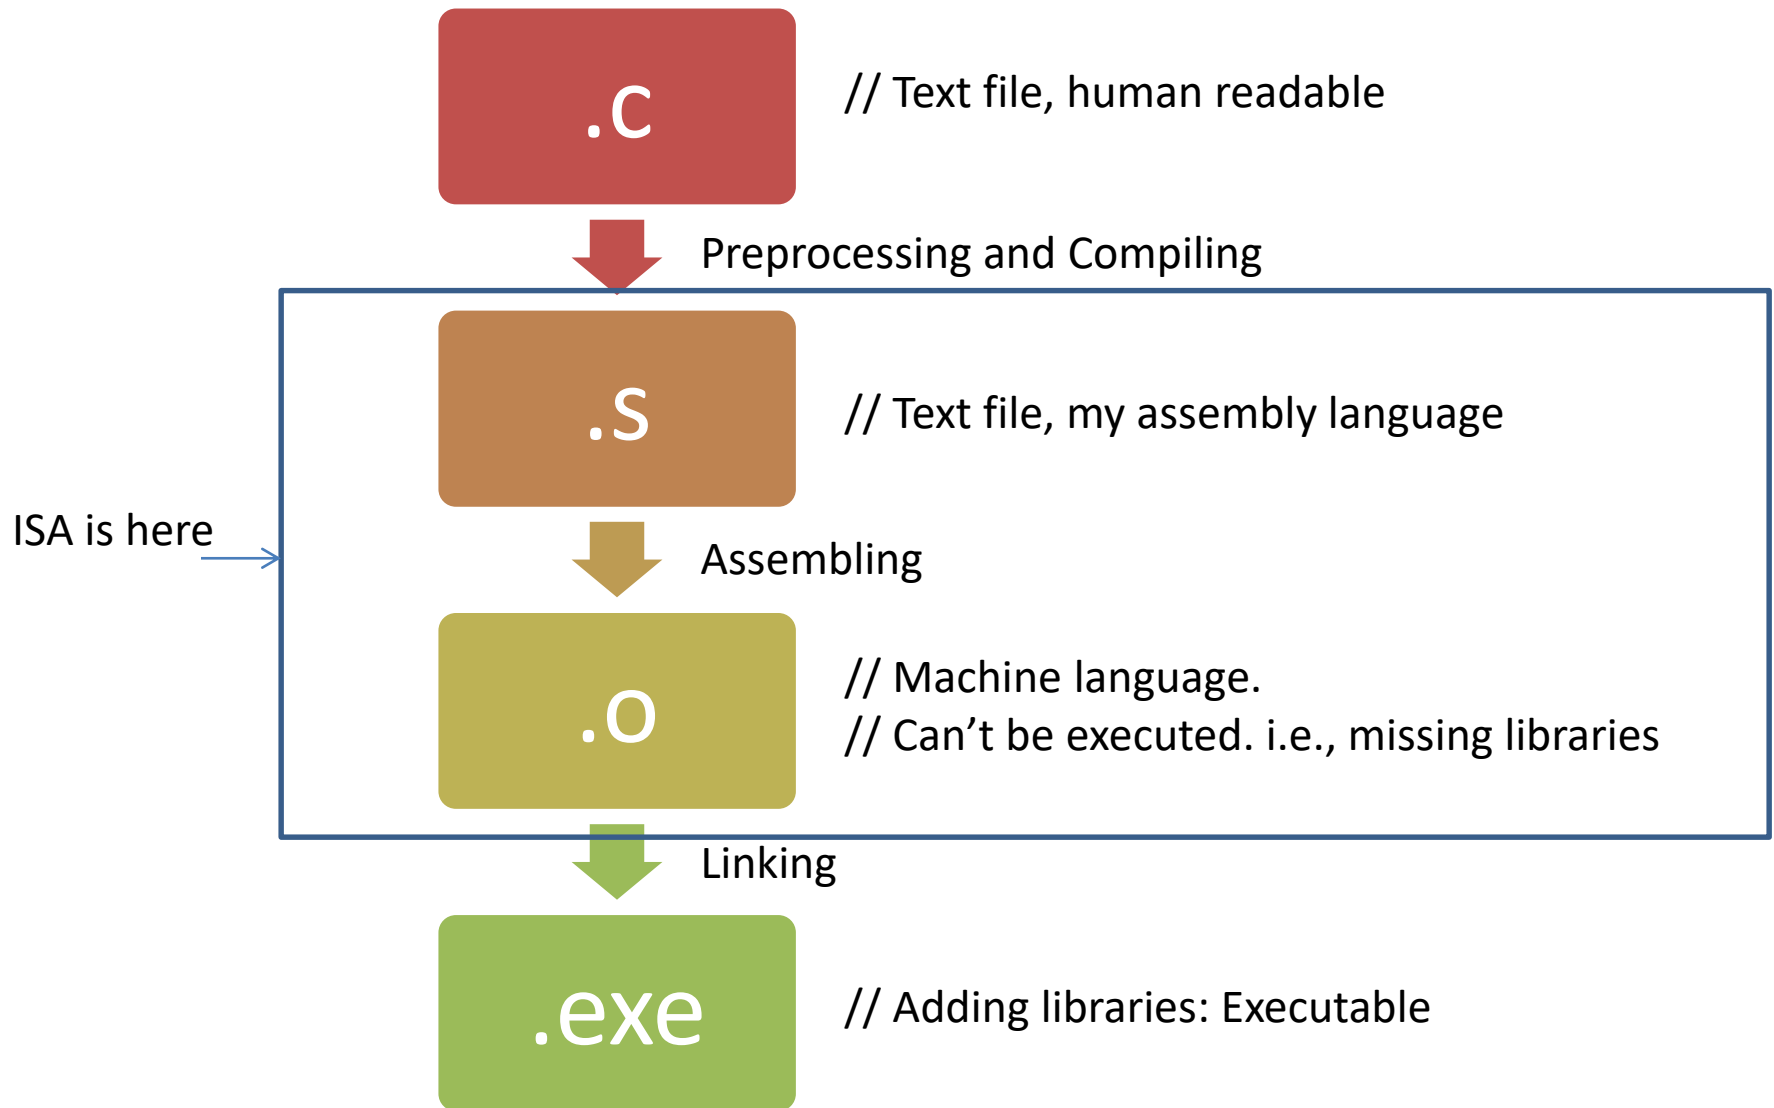 .c
// Text file, human readable
Preprocessing and Compiling
.s
// Text file, my assembly language
ISA is here
Assembling
.o
// Machine language.
// Can’t be executed. i.e., missing libraries
Linking
.exe
// Adding libraries: Executable